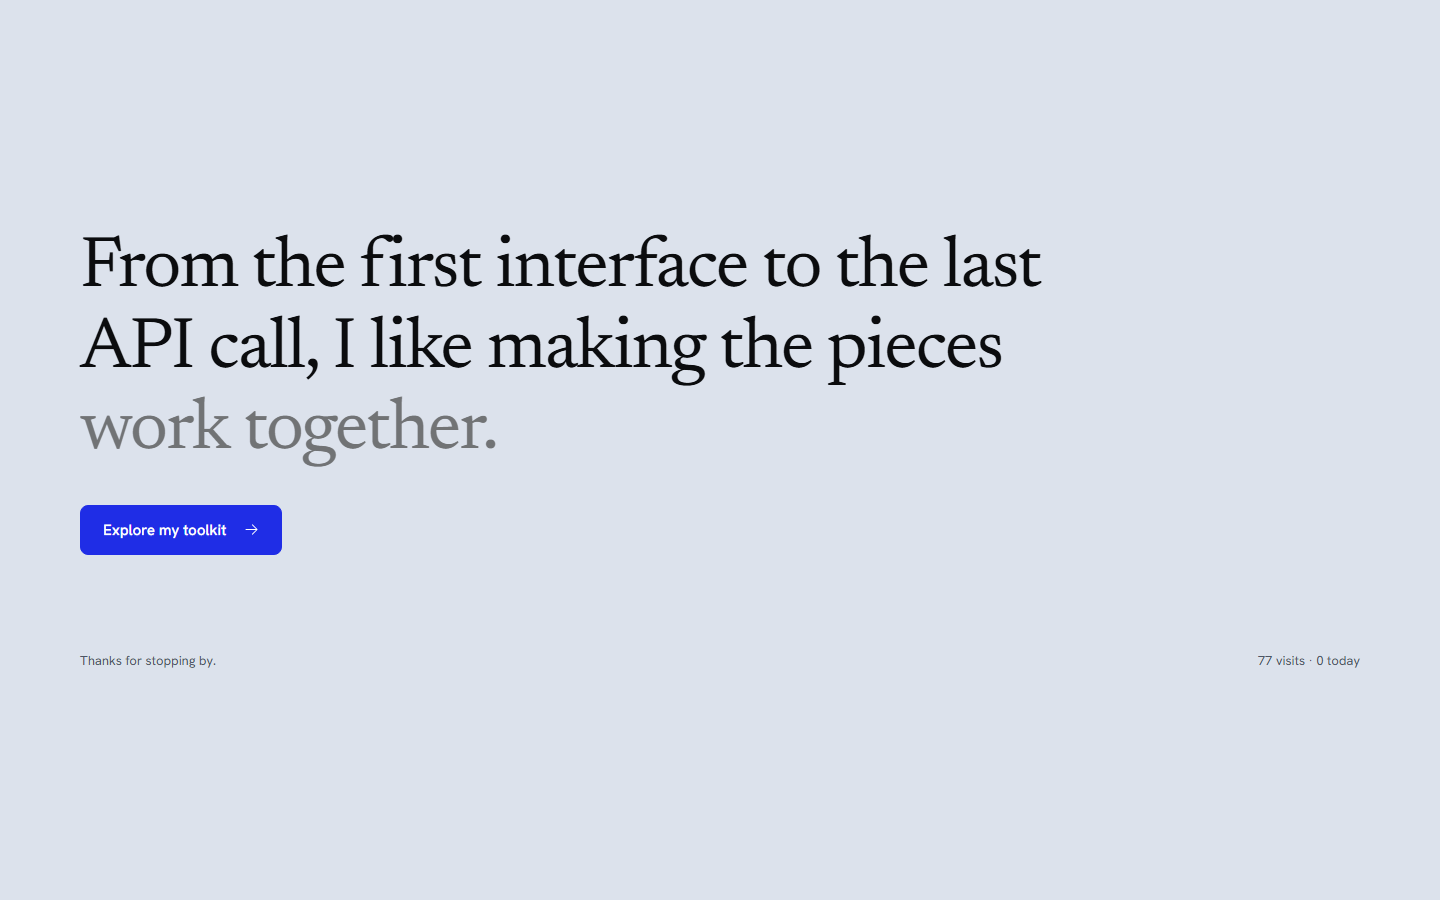 From the first interface to the last
API call, I like making the pieces
work together.
Explore my toolkit →
Thanks for stopping by.
77 visits · 0 today